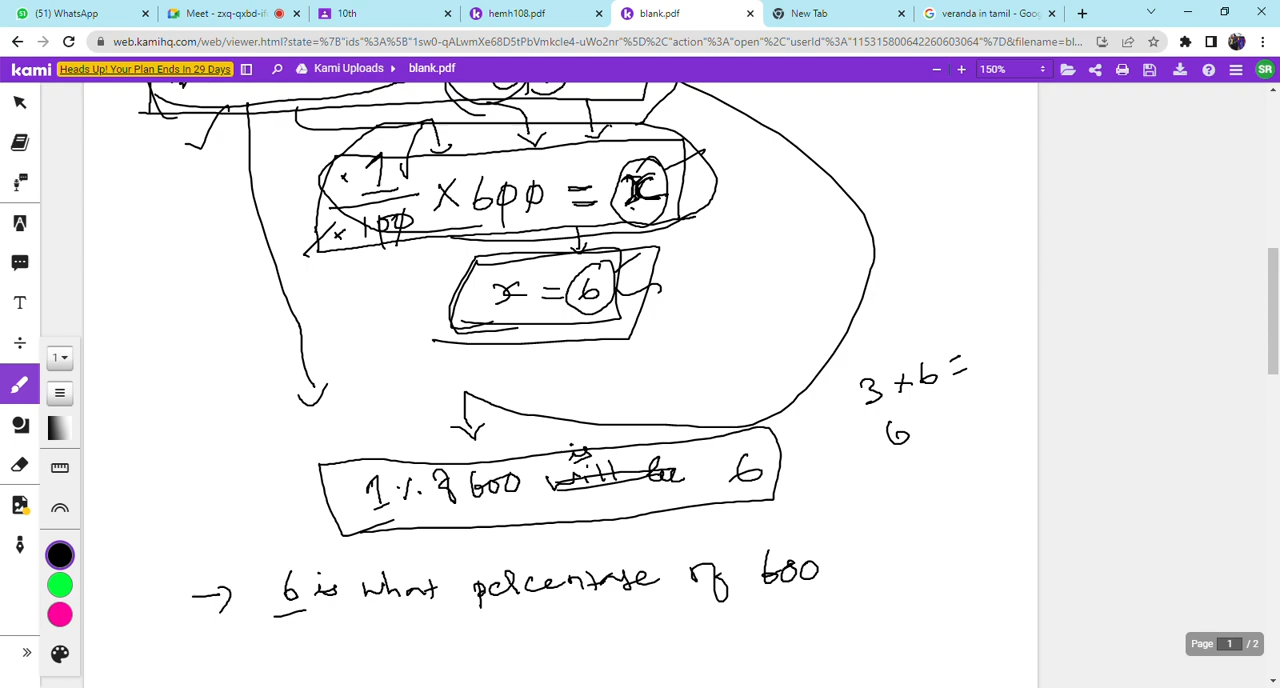 (51) WhatsApp
Meet - zxq-qxbd-if
10th
hemh108.pdf
blank.pdf
New Tab
veranda in tamil - Goo
web.kamihq.com/web/viewer.html?state=%7B"ids"%3A%5B"1sw0-qALwmXe68D5tPbVmkcle4-uWo2nr"%5D%2C"action"%3A"open"%2C"userId"%3A"115315800642260603064"%7D&filename=bl...
kami
Heads Up! Your Plan Ends In 29 Days
Kami Uploads
blank.pdf
150%
SR
1/100 × 600 = x
x = 6
3 + 6 =
6
is
1 % of 600 will be 6
→ 6 is what percentage of 600
1
Page 1 / 2